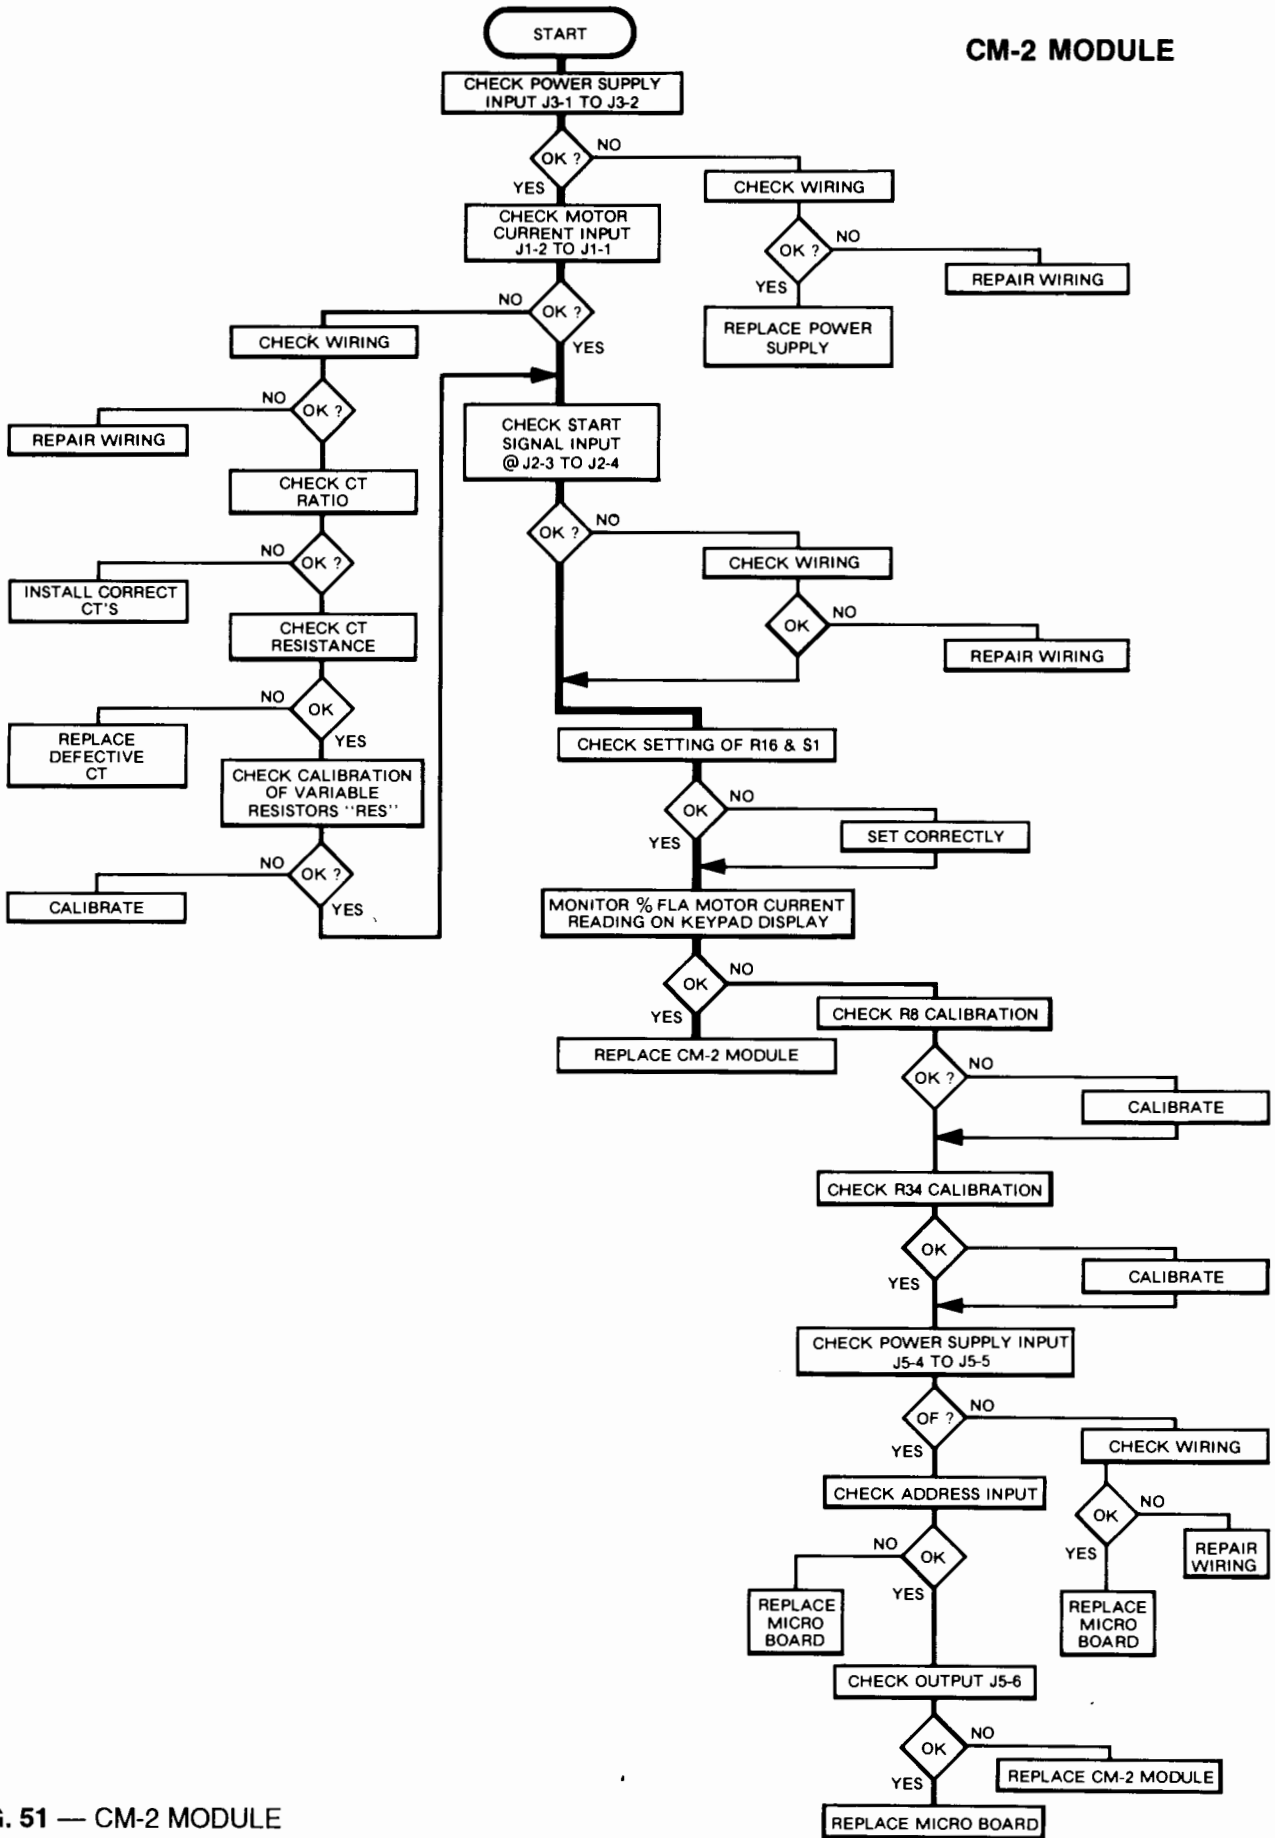 START
CM-2 MODULE
CHECK POWER SUPPLY
INPUT J3-1 TO J3-2
OK ?
NO
YES
CHECK WIRING
OK ?
NO
YES
REPAIR WIRING
REPLACE POWER
SUPPLY
CHECK MOTOR
CURRENT INPUT
J1-2 TO J1-1
OK ?
NO
YES
CHECK WIRING
OK ?
NO
REPAIR WIRING
CHECK CT
RATIO
OK ?
NO
INSTALL CORRECT
CT'S
CHECK CT
RESISTANCE
OK
NO
YES
REPLACE
DEFECTIVE
CT
CHECK CALIBRATION
OF VARIABLE
RESISTORS "RES"
OK ?
NO
YES
CALIBRATE
CHECK START
SIGNAL INPUT
@ J2-3 TO J2-4
OK ?
NO
CHECK WIRING
OK
NO
REPAIR WIRING
CHECK SETTING OF R16 & S1
OK
NO
YES
SET CORRECTLY
MONITOR % FLA MOTOR CURRENT
READING ON KEYPAD DISPLAY
OK
NO
YES
REPLACE CM-2 MODULE
CHECK R8 CALIBRATION
OK ?
NO
CALIBRATE
CHECK R34 CALIBRATION
OK
YES
CALIBRATE
CHECK POWER SUPPLY INPUT
J5-4 TO J5-5
OF ?
NO
YES
CHECK WIRING
OK
NO
YES
REPAIR
WIRING
REPLACE
MICRO
BOARD
CHECK ADDRESS INPUT
OK
NO
YES
REPLACE
MICRO
BOARD
CHECK OUTPUT J5-6
OK
NO
YES
REPLACE CM-2 MODULE
REPLACE MICRO BOARD
. 51 — CM-2 MODULE